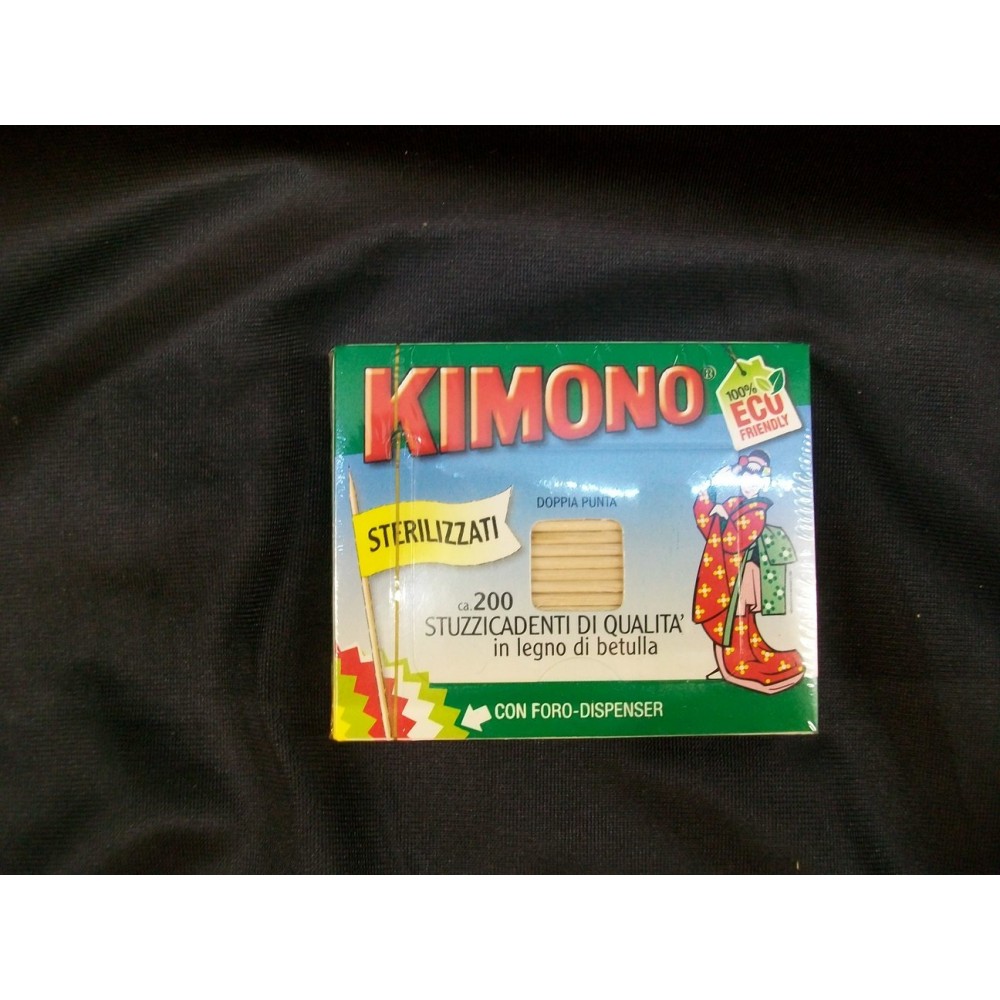 KIMONO®
100%
ECO
FRIENDLY
DOPPIA PUNTA
STERILIZZATI
ca.200
STUZZICADENTI DI QUALITA'
in legno di betulla
CON FORO-DISPENSER